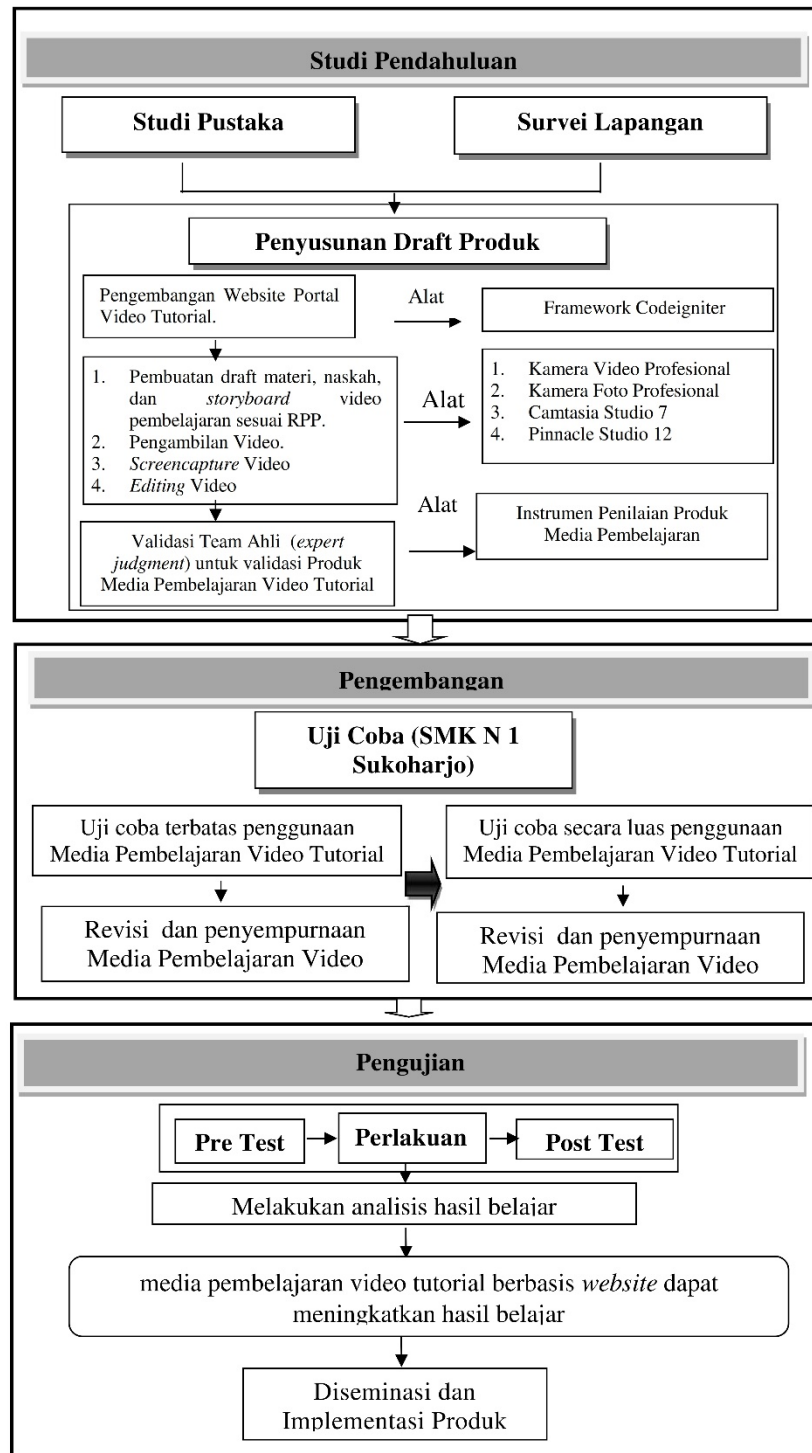 Studi Pendahuluan
Studi Pustaka
Survei Lapangan
Penyusunan Draft Produk
Pengembangan Website Portal
Video Tutorial.
Alat
Framework Codeigniter
1. Pembuatan draft materi, naskah,
dan storyboard video
pembelajaran sesuai RPP.
2. Pengambilan Video.
3. Screencapture Video
4. Editing Video
Alat
1. Kamera Video Profesional
2. Kamera Foto Profesional
3. Camtasia Studio 7
4. Pinnacle Studio 12
Validasi Team Ahli (expert
judgment) untuk validasi Produk
Media Pembelajaran Video Tutorial
Alat
Instrumen Penilaian Produk
Media Pembelajaran
Pengembangan
Uji Coba (SMK N 1
Sukoharjo)
Uji coba terbatas penggunaan
Media Pembelajaran Video Tutorial
Uji coba secara luas penggunaan
Media Pembelajaran Video Tutorial
Revisi dan penyempurnaan
Media Pembelajaran Video
Revisi dan penyempurnaan
Media Pembelajaran Video
Pengujian
Pre Test
Perlakuan
Post Test
Melakukan analisis hasil belajar
media pembelajaran video tutorial berbasis website dapat
meningkatkan hasil belajar
Diseminasi dan
Implementasi Produk